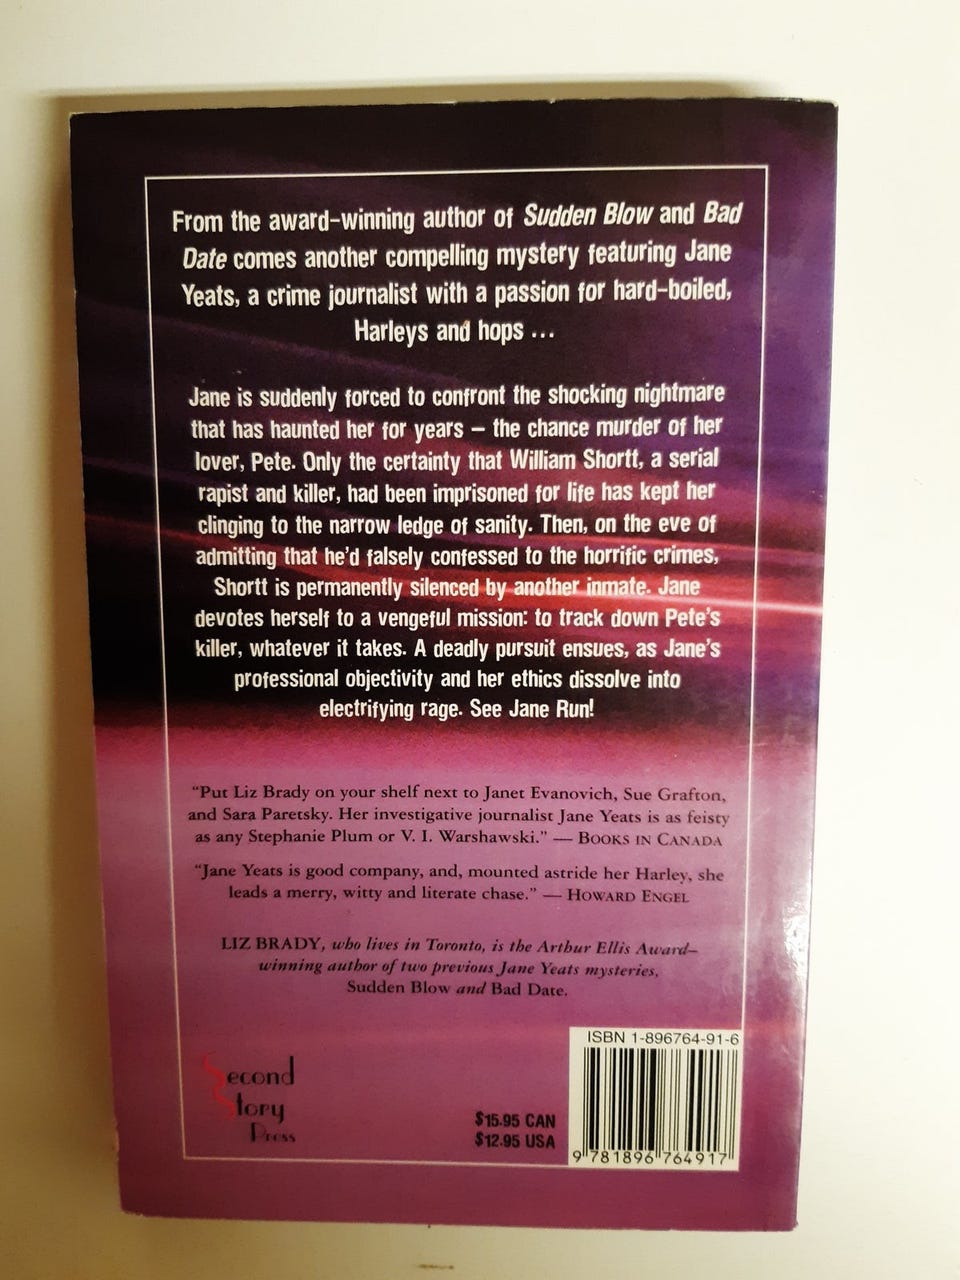 From the award-winning author of Sudden Blow and Bad
Date comes another compelling mystery featuring Jane
Yeats, a crime journalist with a passion for hard-boiled,
Harleys and hops ...
Jane is suddenly forced to confront the shocking nightmare
that has haunted her for years – the chance murder of her
lover, Pete. Only the certainty that William Shortt, a serial
rapist and killer, had been imprisoned for life has kept her
clinging to the narrow ledge of sanity. Then, on the eve of
admitting that he'd falsely confessed to the horrific crimes,
Shortt is permanently silenced by another inmate. Jane
devotes herself to a vengeful mission: to track down Pete's
killer, whatever it takes. A deadly pursuit ensues, as Jane's
professional objectivity and her ethics dissolve into
electrifying rage. See Jane Run!
"Put Liz Brady on your shelf next to Janet Evanovich, Sue Grafton,
and Sara Paretsky. Her investigative journalist Jane Yeats is as feisty
as any Stephanie Plum or V. I. Warshawski." — BOOKS IN CANADA
"Jane Yeats is good company, and, mounted astride her Harley, she
leads a merry, witty and literate chase." — HOWARD ENGEL
LIZ BRADY, who lives in Toronto, is the Arthur Ellis Award–
winning author of two previous Jane Yeats mysteries,
Sudden Blow and Bad Date.
Second
Story
Press
$15.95 CAN
$12.95 USA
ISBN 1-896764-91-6
9 781896 764917